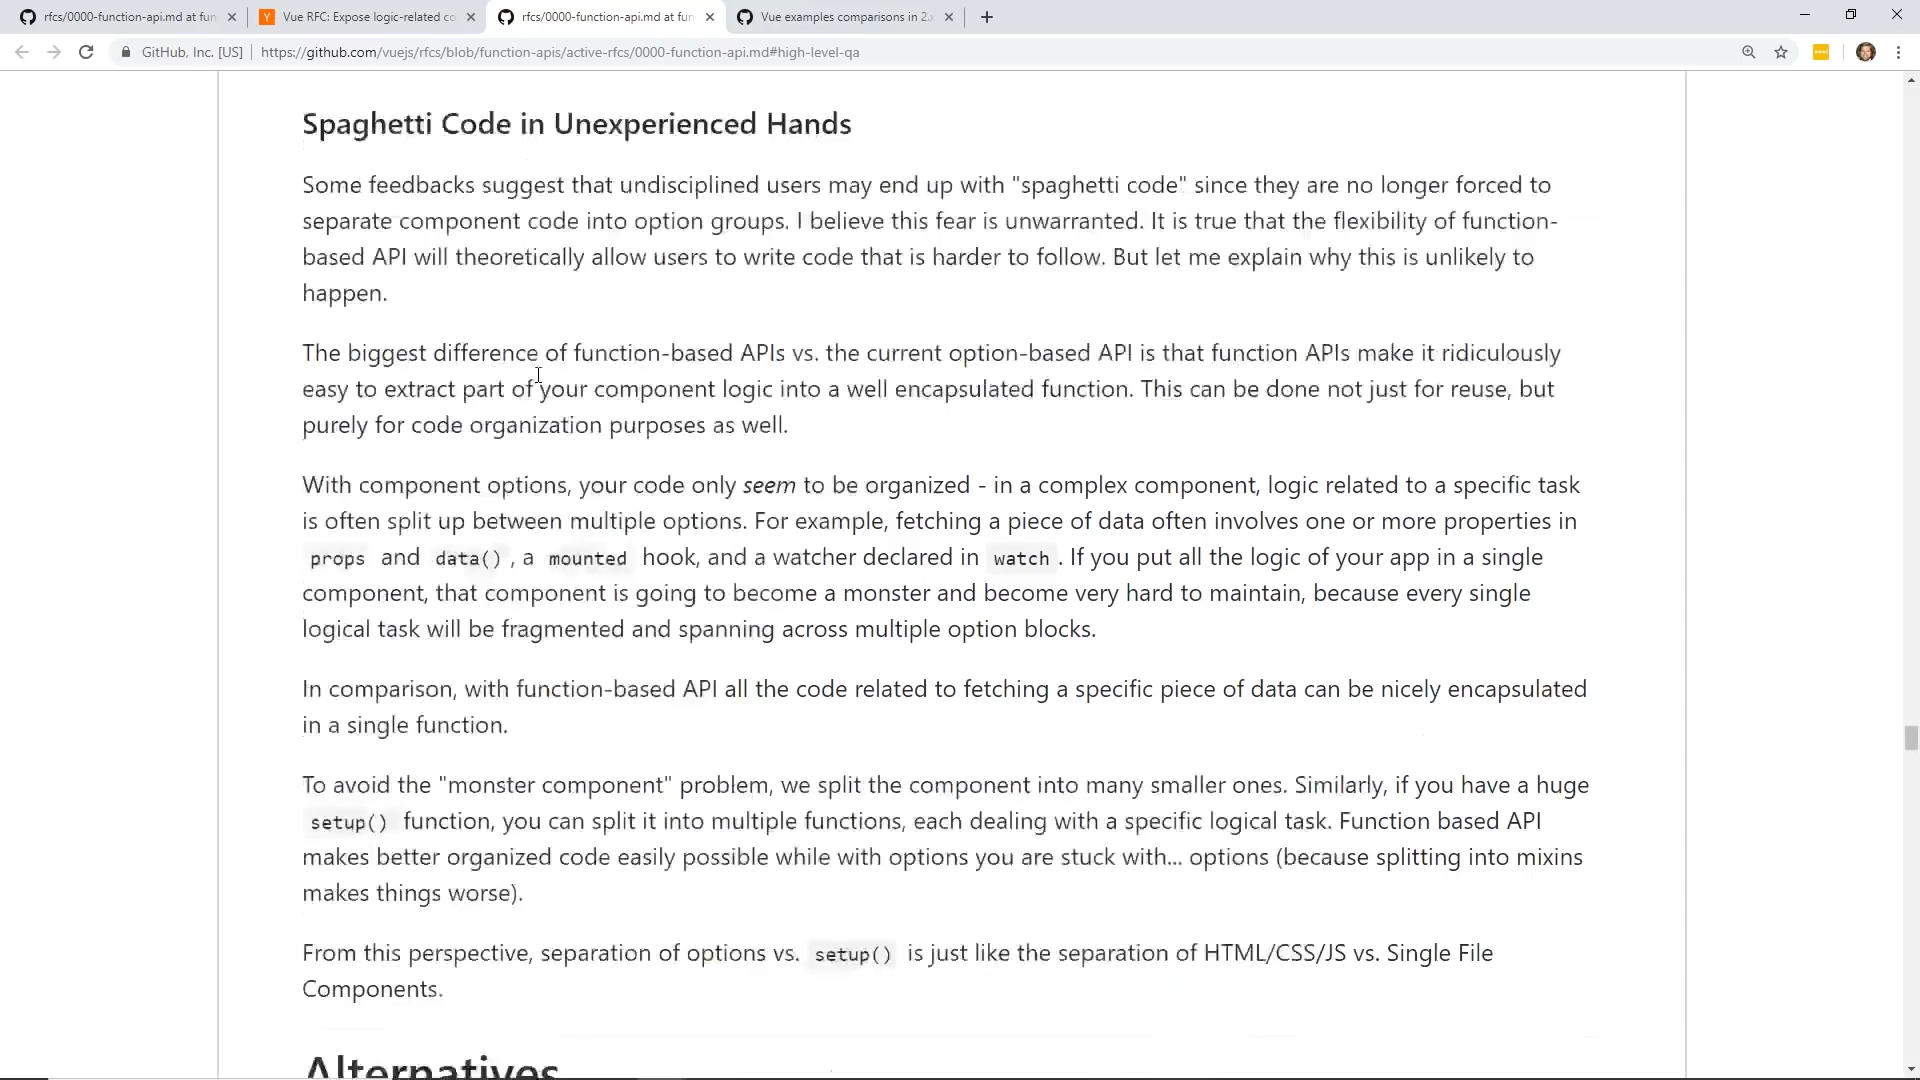 rfcs/0000-function-api.md at fun
Vue RFC: Expose logic-related co
rfcs/0000-function-api.md at fun
Vue examples comparisons in 2.
GitHub, Inc. [US]
https://github.com/vuejs/rfcs/blob/function-apis/active-rfcs/0000-function-api.md#high-level-qa
Spaghetti Code in Unexperienced Hands
Some feedbacks suggest that undisciplined users may end up with "spaghetti code" since they are no longer forced to
separate component code into option groups. I believe this fear is unwarranted. It is true that the flexibility of function-
based API will theoretically allow users to write code that is harder to follow. But let me explain why this is unlikely to
happen.
The biggest difference of function-based APIs vs. the current option-based API is that function APIs make it ridiculously
easy to extract part of your component logic into a well encapsulated function. This can be done not just for reuse, but
purely for code organization purposes as well.
With component options, your code only seem to be organized - in a complex component, logic related to a specific task
is often split up between multiple options. For example, fetching a piece of data often involves one or more properties in
props and data() , a mounted hook, and a watcher declared in watch . If you put all the logic of your app in a single
component, that component is going to become a monster and become very hard to maintain, because every single
logical task will be fragmented and spanning across multiple option blocks.
In comparison, with function-based API all the code related to fetching a specific piece of data can be nicely encapsulated
in a single function.
To avoid the "monster component" problem, we split the component into many smaller ones. Similarly, if you have a huge
setup() function, you can split it into multiple functions, each dealing with a specific logical task. Function based API
makes better organized code easily possible while with options you are stuck with... options (because splitting into mixins
makes things worse).
From this perspective, separation of options vs. setup() is just like the separation of HTML/CSS/JS vs. Single File
Components.
Alternatives